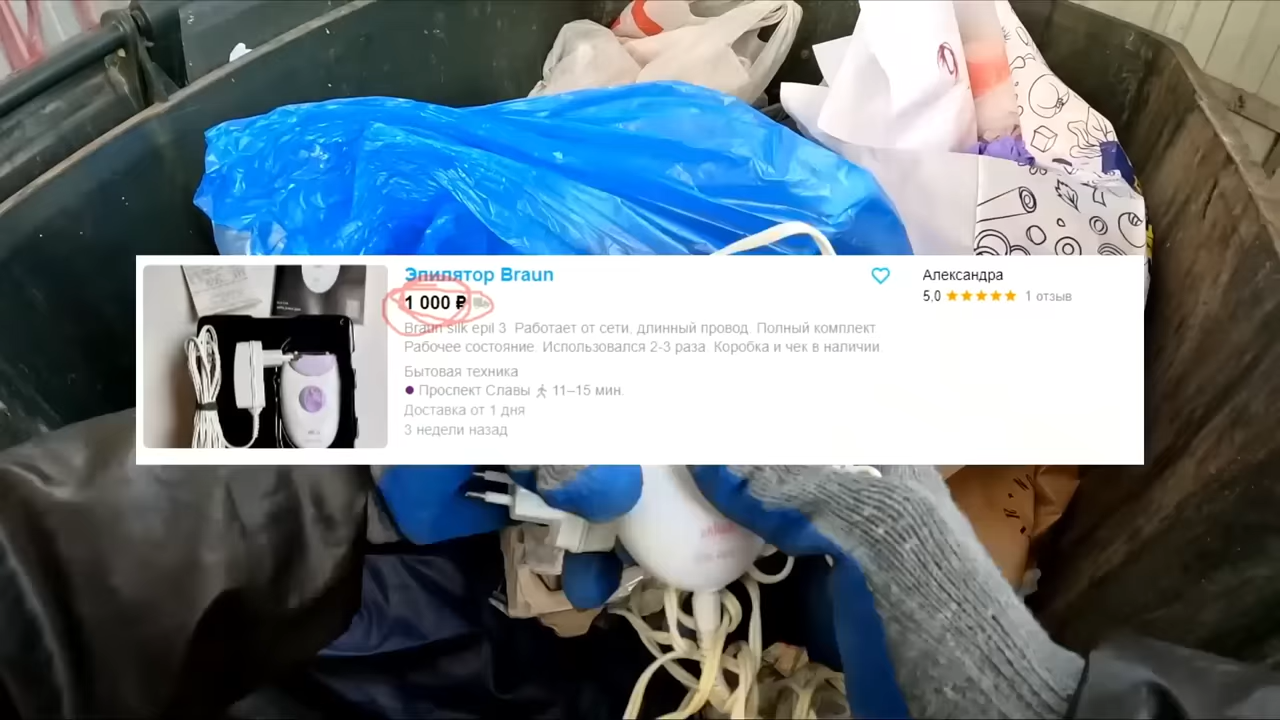 Эпилятор Braun
1 000 ₽
Braun silk epil 3 Работает от сети, длинный провод Полный комплект
Рабочее состояние Использовался 2-3 раза Коробка и чек в наличии
Бытовая техника
Проспект Славы 11–15 мин.
Доставка от 1 дня
3 недели назад
Александра
5,0 ★★★★★ 1 отзыв